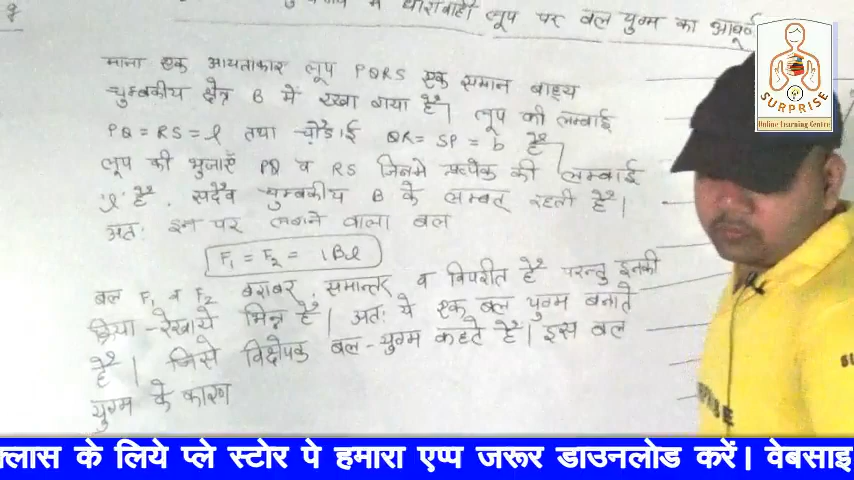 धारावाही लूप पर बल युग्म का आघूर्ण
माना एक आयताकार लूप PQRS एक समान बाह्य
चुम्बकीय क्षेत्र B में रखा गया है। लूप की लम्बाई
PQ = RS = l तथा चौड़ाई QR = SP = b है।
लूप की भुजाएँ PQ व RS जिनमे प्रत्येक की लम्बाई
'l' है, सदैव चुम्बकीय B के लम्बत् रहती है।
अतः इन पर लगने वाला बल
F₁ = F₂ = iBl
बल F₁ व F₂ बराबर, समान्तर व विपरीत है परन्तु इनकी
क्रिया-रेखाये भिन्न है। अतः ये एक बल युग्म बनाते
है। जिसे विक्षेपक बल-युग्म कहते है। इस बल
युग्म के कारण
SURPRISE
Online Learning Centre
क्लास के लिये प्ले स्टोर पे हमारा एप्प जरूर डाउनलोड करें। वेबसाइ